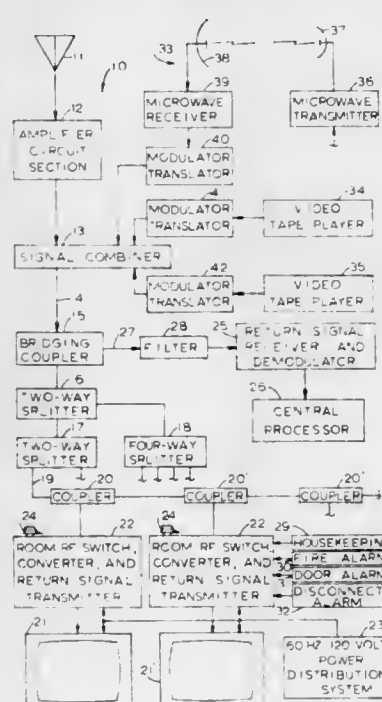 11
10
33
38
37
12
39
36
AMPLIFIER
CIRCUIT
SECTION
MICROWAVE
RECEIVER
MICROWAVE
TRANSMITTER
40
MODULATOR
TRANSLATOR
4
34
MODULATOR
TRANSLATOR
VIDEO
TAPE PLAYER
13
SIGNAL COMBINER
42
35
MODULATOR
TRANSLATOR
VIDEO
TAPE PLAYER
4
15
27
28
25
BRIDGING
COUPLER
FILTER
RETURN SIGNAL
RECEIVER AND
DEMODULATOR
6
TWO-WAY
SPLITTER
26
CENTRAL
PROCESSOR
17
18
TWO-WAY
SPLITTER
FOUR-WAY
SPLITTER
19
20
20'
20"
COUPLER
COUPLER
COUPLER
24
22
24
22
29
ROOM RF SWITCH,
CONVERTER, AND
RETURN SIGNAL
TRANSMITTER
ROOM RF SWITCH,
CONVERTER, AND
RETURN SIGNAL
TRANSMITTER
HOUSEKEEPING
30
FIRE ALARM
3
DOOR ALARM
32
DISCONNECT
ALARM
21
21'
23
60 HZ 120 VOLT
POWER
DISTRIBUTION
SYSTEM